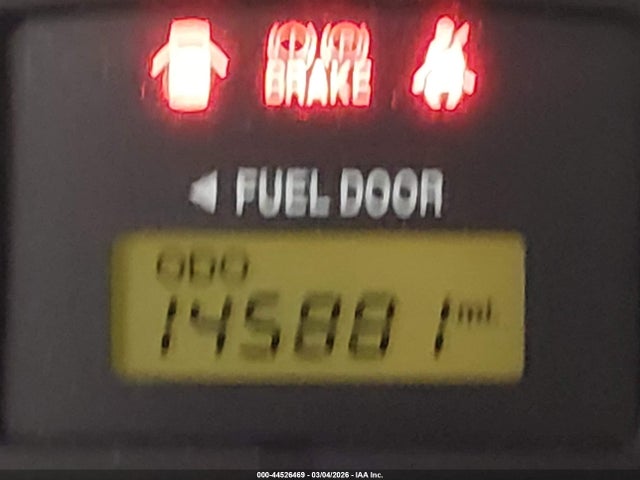 BRAKE
◀ FUEL DOOR
ODO
145881 mi.
000-44526469 - 03/04/2026 - IAA Inc.